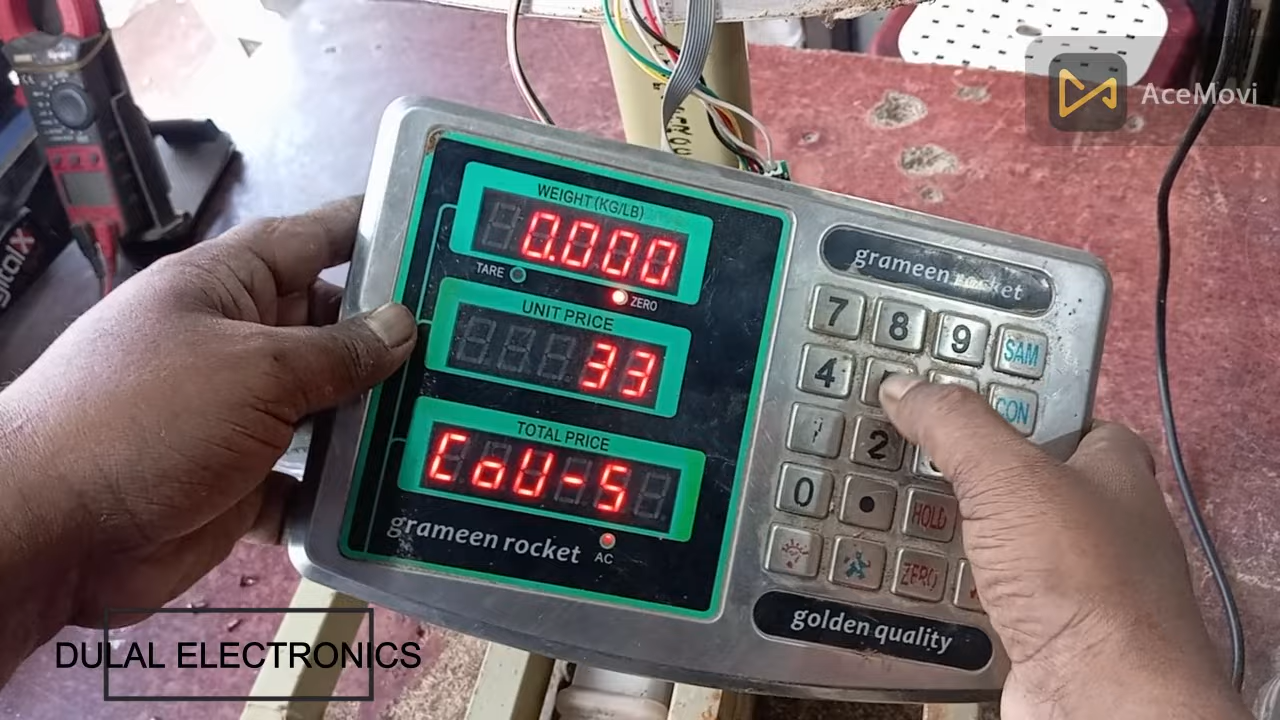 AceMovi
WEIGHT(KG/LB)
0.000
TARE
ZERO
UNIT PRICE
33
TOTAL PRICE
CoU-5
grameen rocket
AC
grameen rocket
7
8
9
SAM
4
CON
2
0
HOLD
ZERO
golden quality
DULAL ELECTRONICS